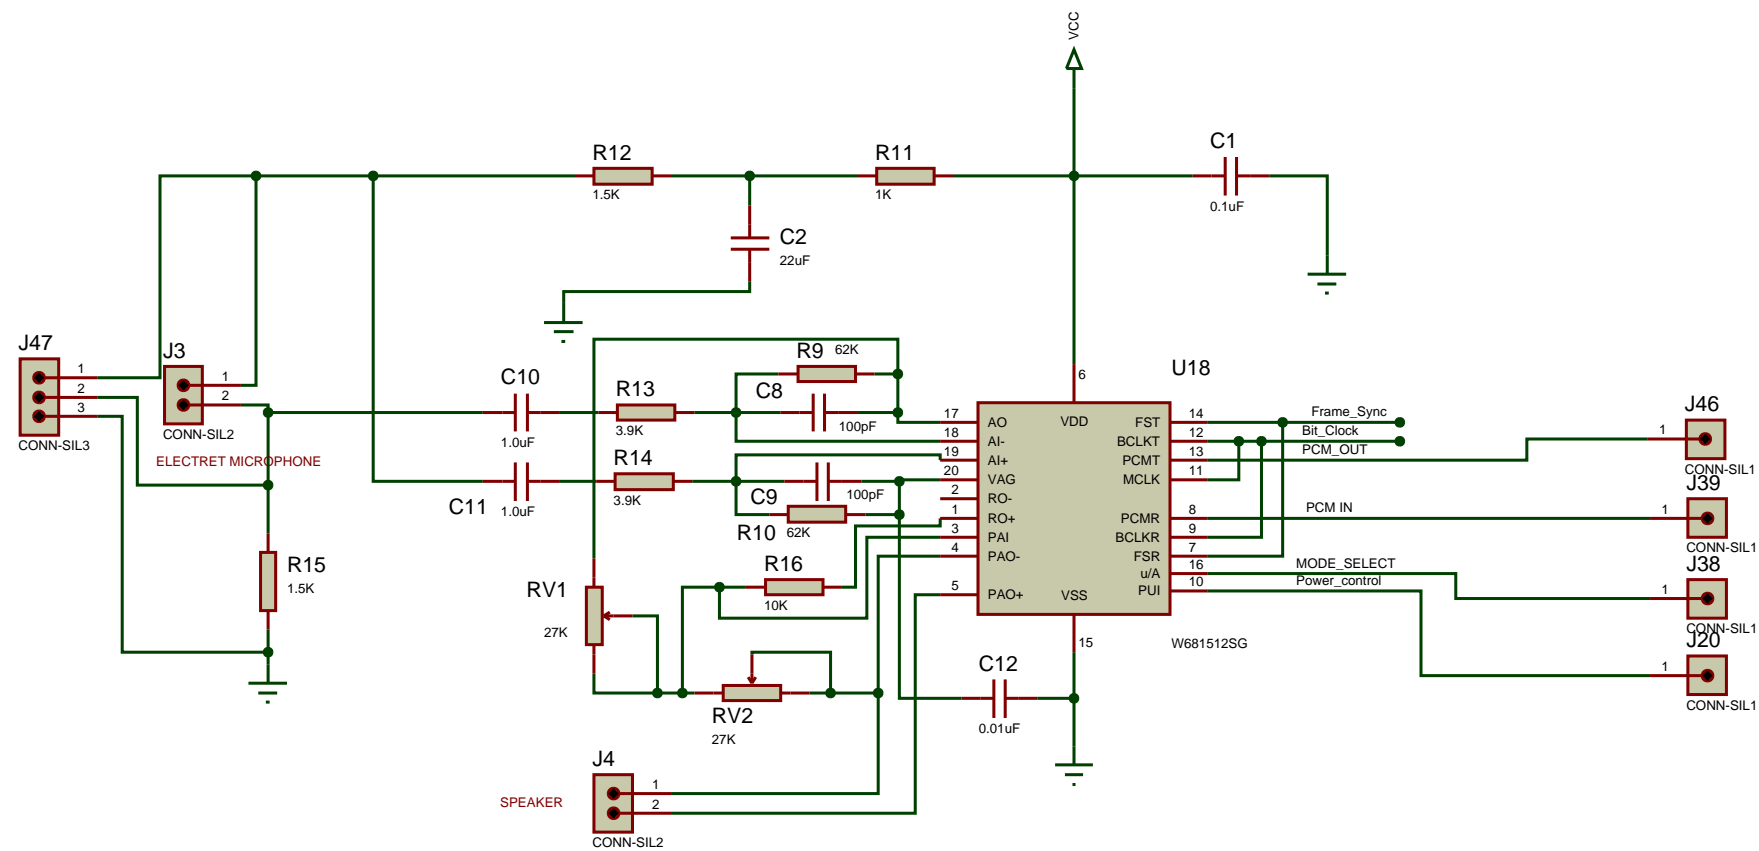 VCC
C1
0.1uF
R12
1.5K
R11
1K
C2
22uF
J47
1
2
3
CONN-SIL3
J3
1
2
CONN-SIL2
ELECTRET MICROPHONE
R15
1.5K
C10
1.0uF
C11
1.0uF
R13
3.9K
R14
3.9K
R9
62K
C8
100pF
C9
100pF
R10
62K
R16
10K
RV1
27K
RV2
27K
C12
0.01uF
J4
1
2
CONN-SIL2
SPEAKER
U18
W681512SG
6
VDD
17
AO
18
AI-
19
AI+
20
VAG
2
RO-
1
RO+
3
PAI
4
PAO-
5
PAO+
VSS
15
FST
14
Frame_Sync
BCLKT
12
Bit_Clock
PCMT
13
PCM_OUT
MCLK
11
PCMR
8
PCM IN
BCLKR
9
FSR
7
u/A
16
MODE_SELECT
PUI
10
Power_control
J46
1
CONN-SIL1
J39
1
CONN-SIL1
J38
1
CONN-SIL1
J20
1
CONN-SIL1